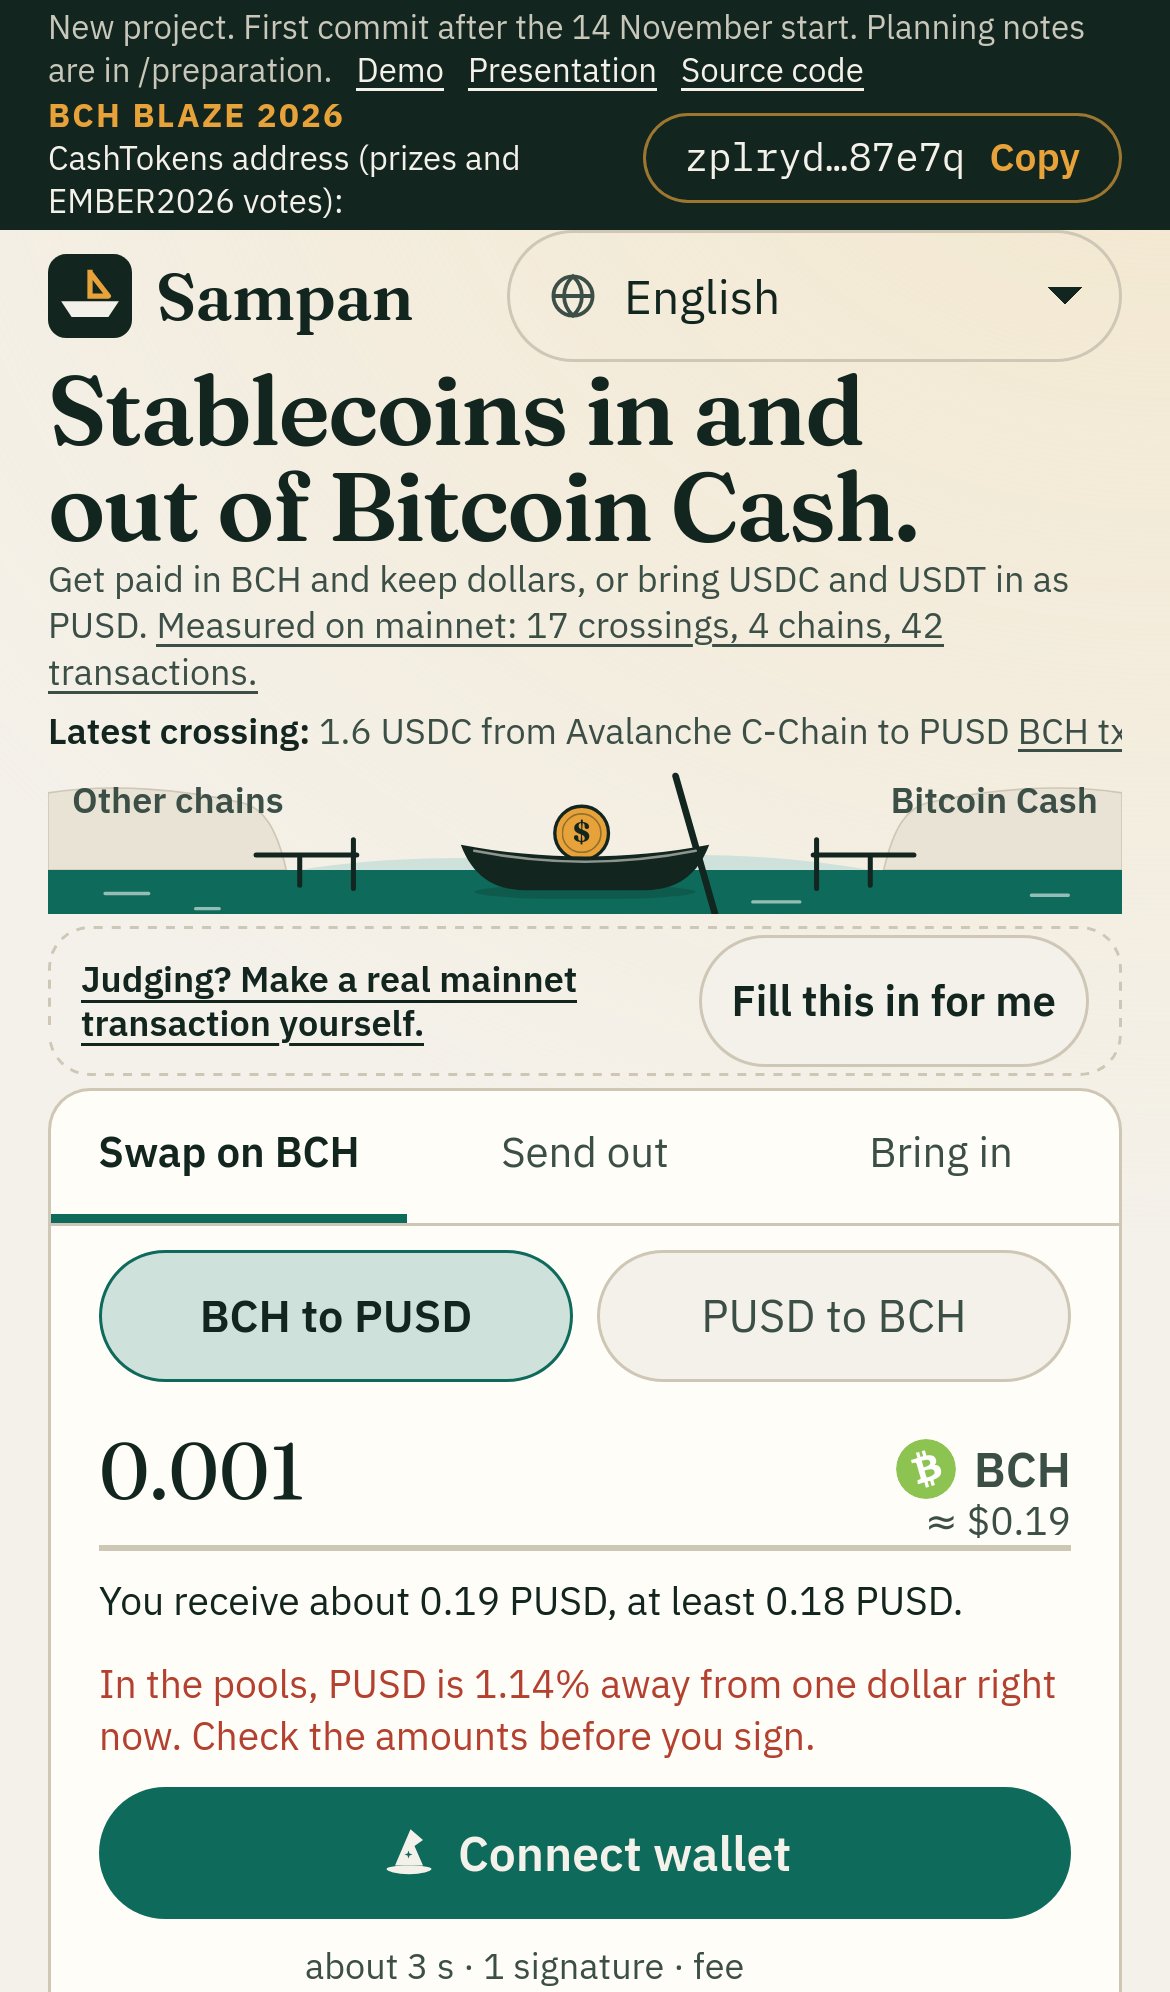 New project. First commit after the 14 November start. Planning notes
are in /preparation. Demo Presentation Source code
BCH BLAZE 2026
CashTokens address (prizes and
EMBER2026 votes):
zplryd…87e7q Copy
Sampan
English
Stablecoins in and
out of Bitcoin Cash.
Get paid in BCH and keep dollars, or bring USDC and USDT in as
PUSD. Measured on mainnet: 17 crossings, 4 chains, 42
transactions.
Latest crossing: 1.6 USDC from Avalanche C-Chain to PUSD BCH tx
Other chains
$
Bitcoin Cash
Judging? Make a real mainnet
transaction yourself.
Fill this in for me
Swap on BCH Send out Bring in
BCH to PUSD PUSD to BCH
0.001
BCH
≈ $0.19
You receive about 0.19 PUSD, at least 0.18 PUSD.
In the pools, PUSD is 1.14% away from one dollar right
now. Check the amounts before you sign.
Connect wallet
about 3 s · 1 signature · fee